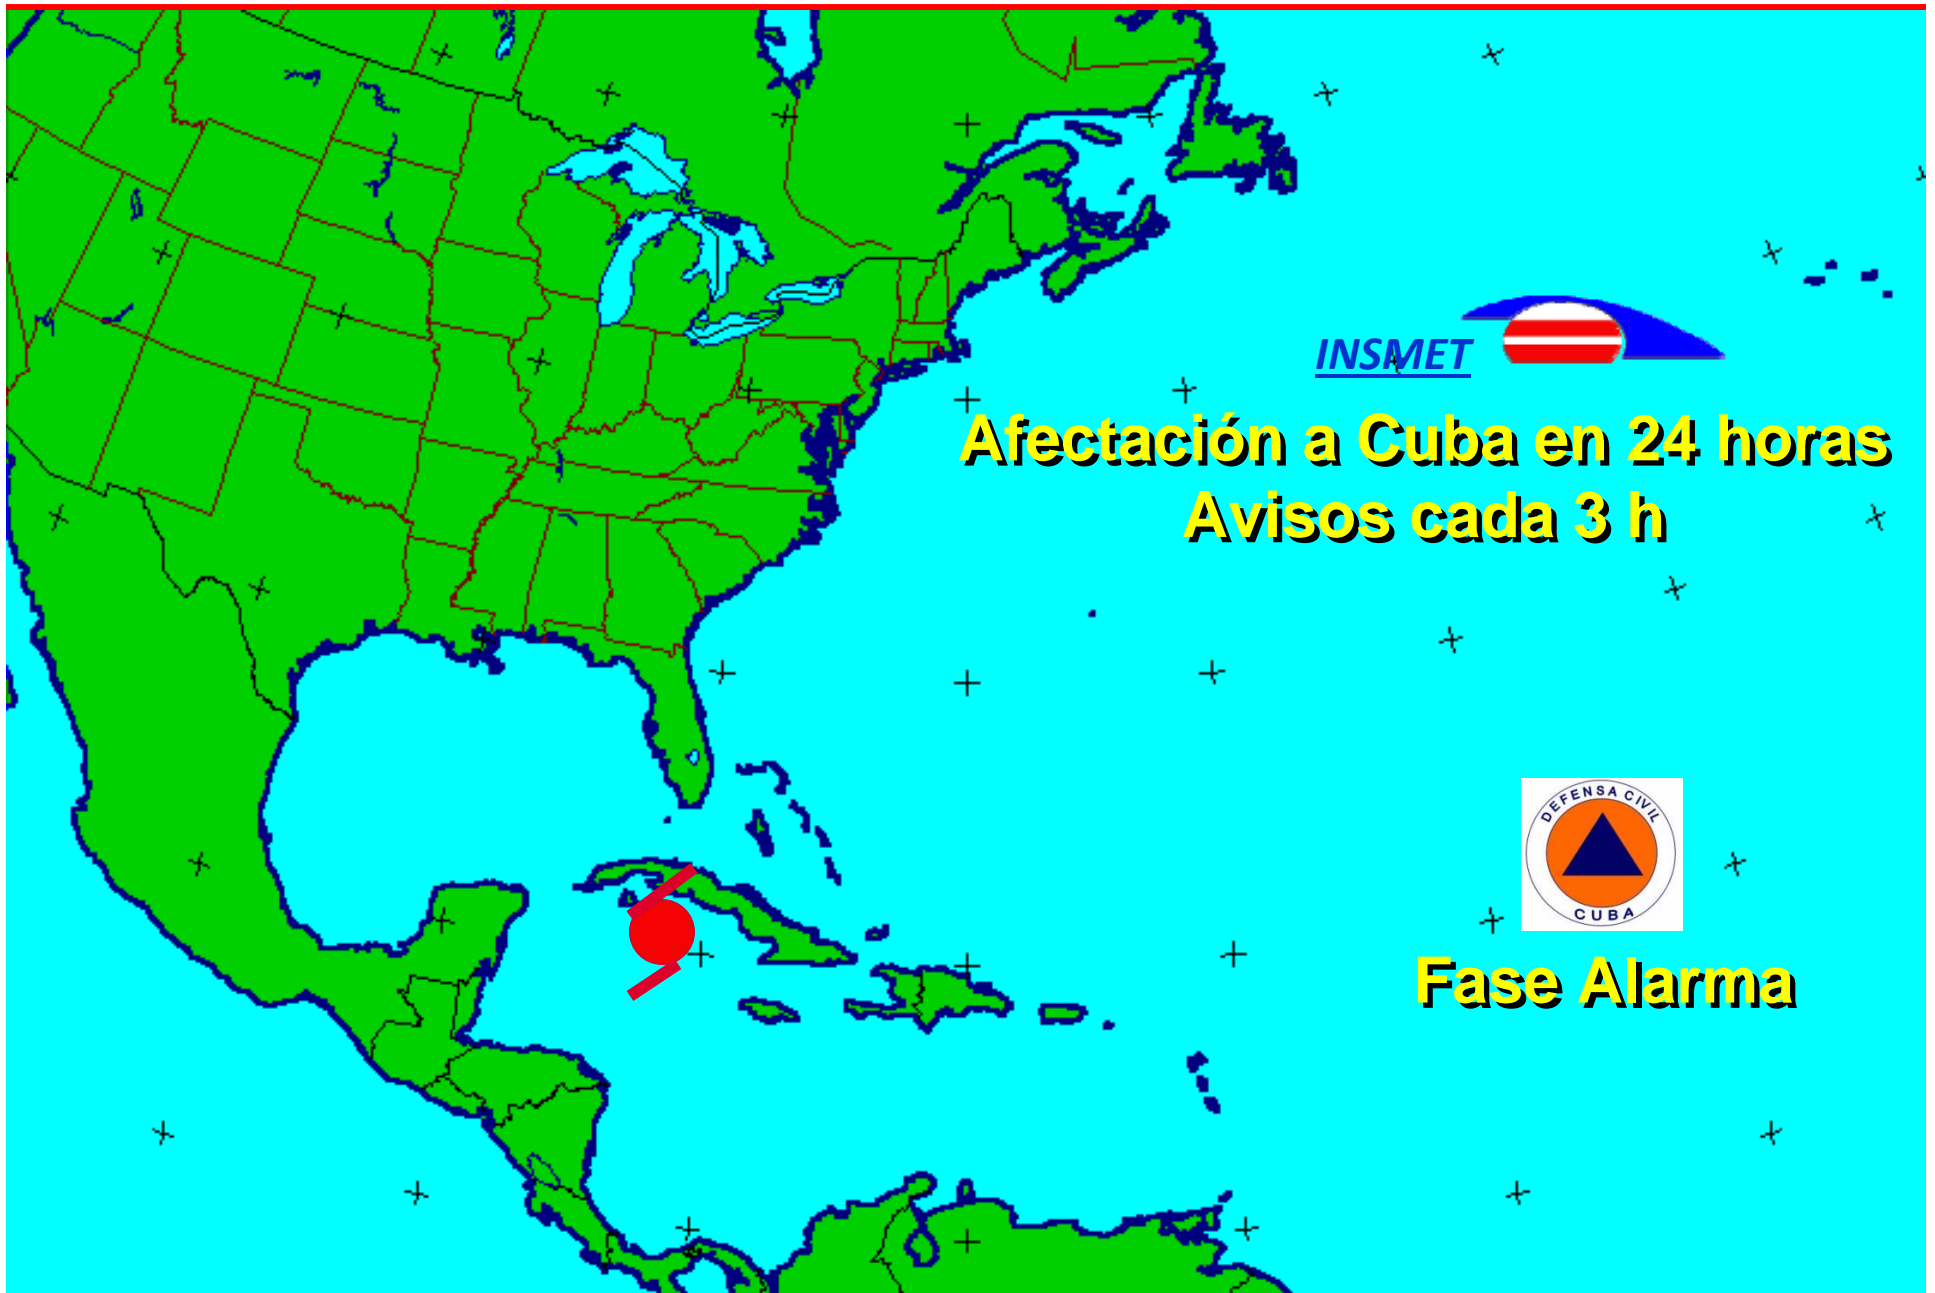 INSMET
Afectación a Cuba en 24 horas
Avisos cada 3 h
DEFENSA CIVIL
CUBA
Fase Alarma